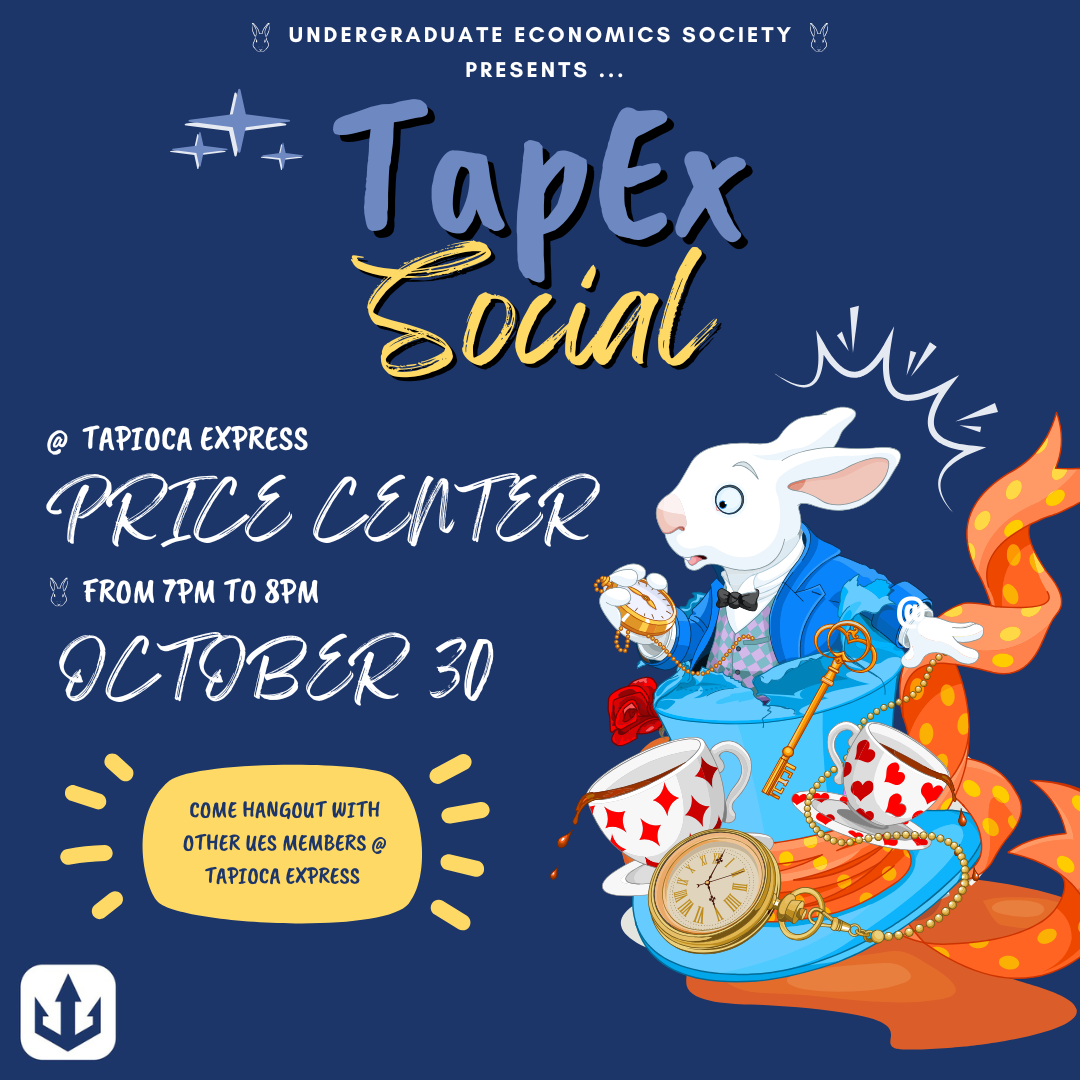 UNDERGRADUATE ECONOMICS SOCIETY
PRESENTS ...
TapEx
Social
@ TAPIOCA EXPRESS
PRICE CENTER
FROM 7PM TO 8PM
OCTOBER 30
COME HANGOUT WITH
OTHER UES MEMBERS @
TAPIOCA EXPRESS
@